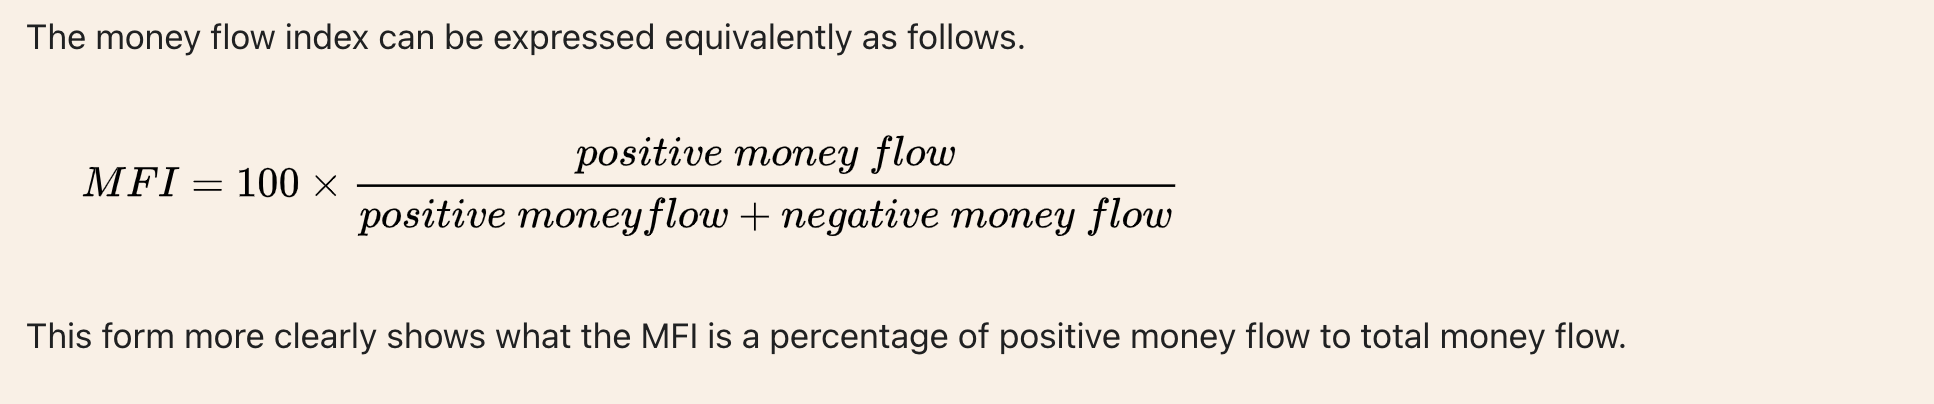 The money flow index can be expressed equivalently as follows.
positive money flow
MFI = 100 ×
positive moneyflow + negative money flow
This form more clearly shows what the MFI is a percentage of positive money flow to total money flow.